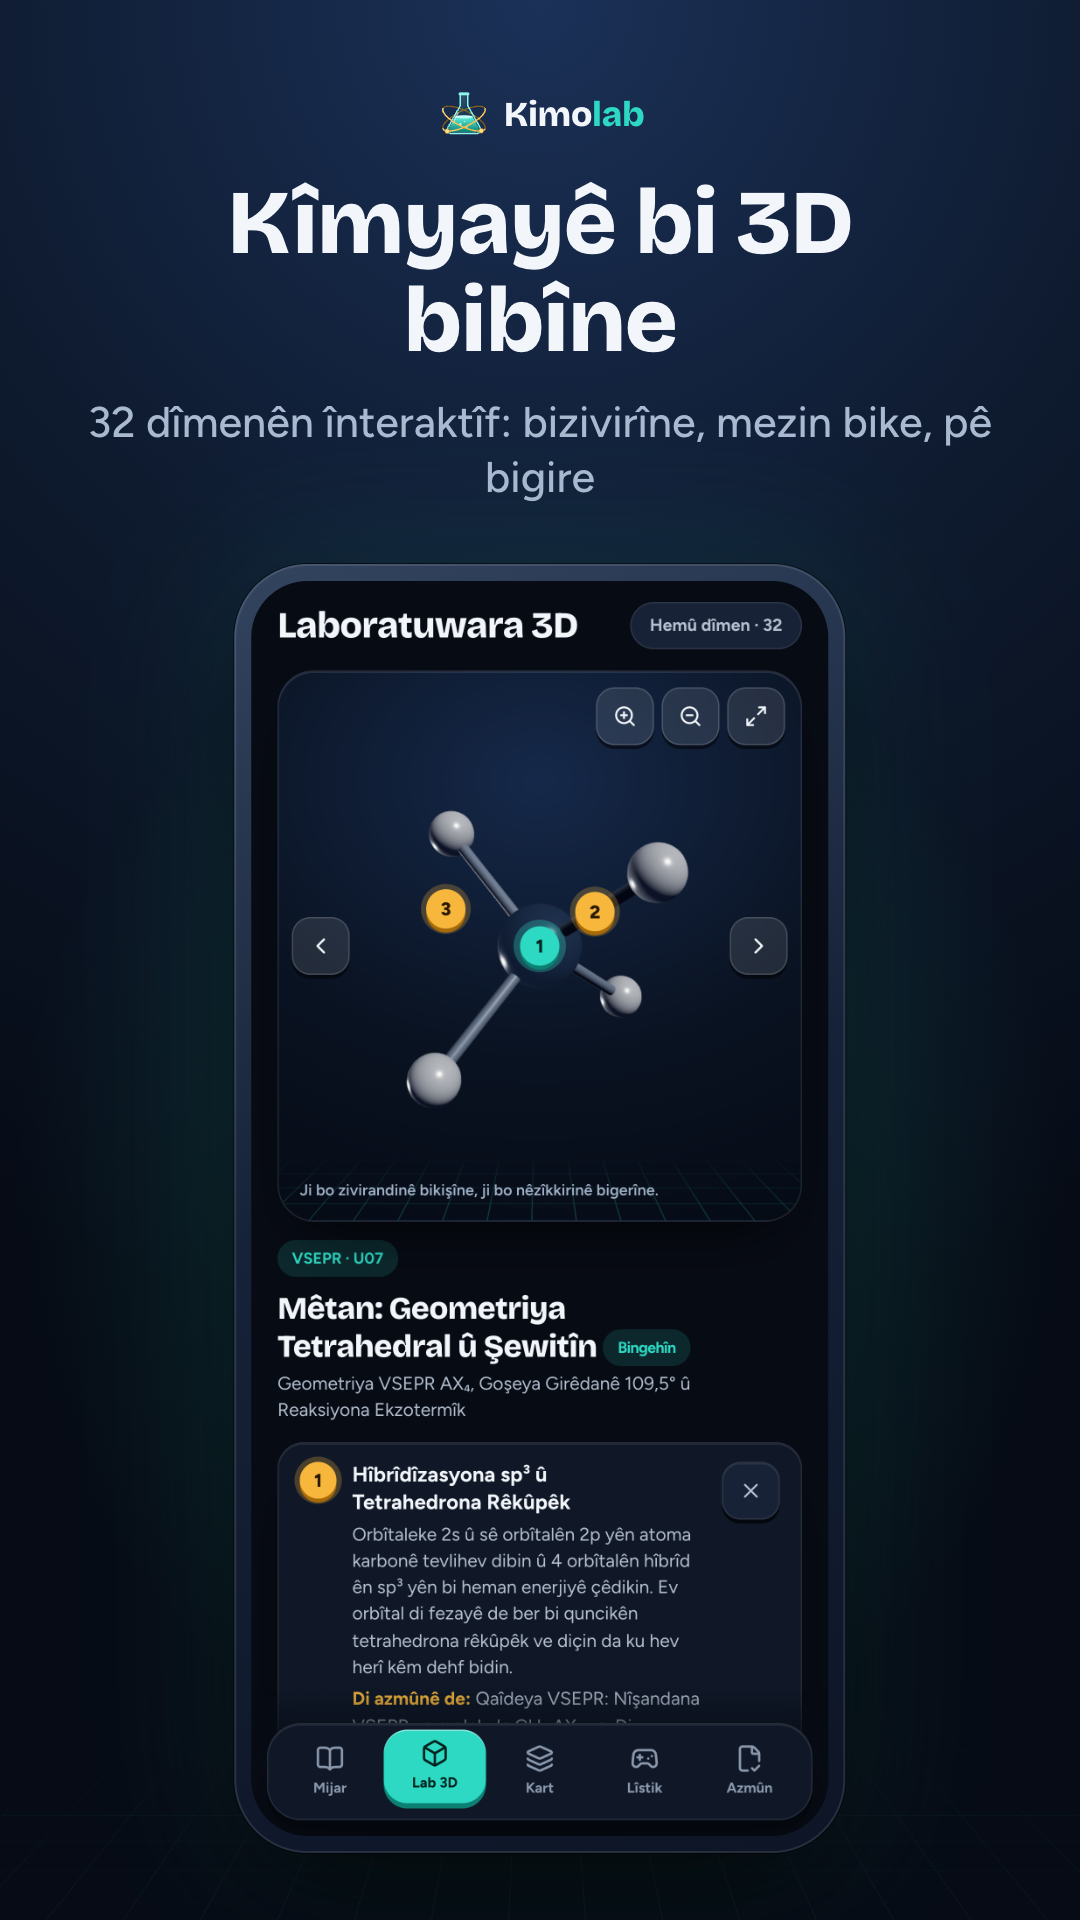 Kimolab
Kîmyayê bi 3D
bibîne
32 dîmenên înteraktîf: bizivirîne, mezin bike, pê
bigire
Laboratuwara 3D
Hemû dîmen · 32
3
2
1
Ji bo zivirandinê bikişîne, ji bo nêzîkkirinê bigerîne.
VSEPR · U07
Mêtan: Geometriya
Tetrahedral û Şewitîn Bingehîn
Geometriya VSEPR AX₄, Goşeya Girêdanê 109,5° û
Reaksiyona Ekzotermîk
1
Hîbrîdîzasyona sp³ û
Tetrahedrona Rêkûpêk
Orbîtaleke 2s û sê orbîtalên 2p yên atoma
karbonê tevlihev dibin û 4 orbîtalên hîbrîd
ên sp³ yên bi heman enerjiyê çêdikin. Ev
orbîtal di fezayê de ber bi quncikên
tetrahedrona rêkûpêk ve diçin da ku hev
herî kêm dehf bidin.
Di azmûnê de: Qaîdeya VSEPR: Nîşandana
Mijar
Lab 3D
Kart
Lîstik
Azmûn